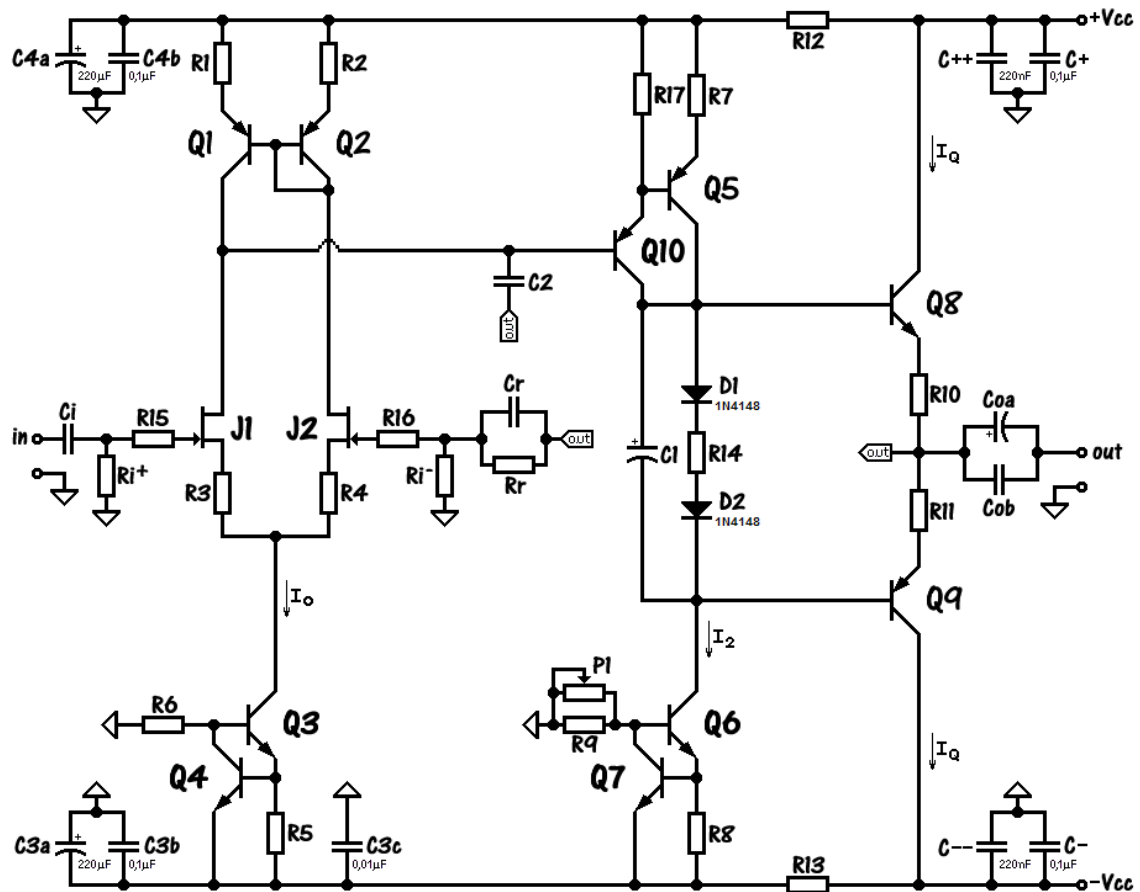 +Vcc
R12
C4a
+
220µF
C4b
0,1µF
R1
R2
R17
R7
C++
220nF
C+
0,1µF
Q1
Q2
IQ
Q5
Q10
C2
out
Q8
D1
1N4148
R10
Coa
+
Ci
R15
in
J1
J2
R16
Cr
out
+
C1
R14
out
out
Ri+
R3
R4
Ri-
Rr
D2
1N4148
R11
Cob
Io
Q9
I2
P1
R6
Q3
R9
Q6
Q4
Q7
IQ
R5
R8
C3a
+
220µF
C3b
0,1µF
C3c
0,01µF
C--
220nF
C-
0,1µF
R13
-Vcc